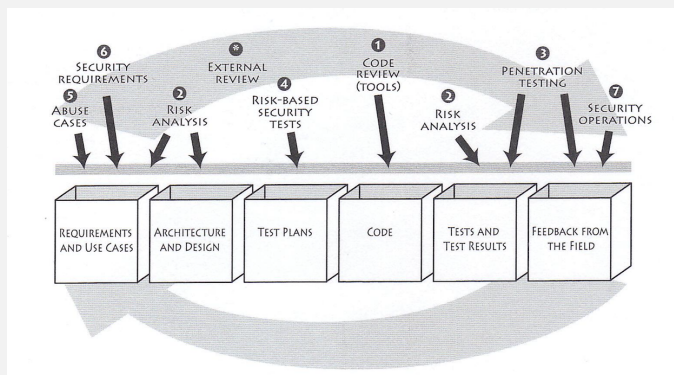 6
SECURITY
REQUIREMENTS
*
EXTERNAL
REVIEW
1
CODE
REVIEW
(TOOLS)
3
PENETRATION
TESTING
5
ABUSE
CASES
2
RISK
ANALYSIS
4
RISK-BASED
SECURITY
TESTS
2
RISK
ANALYSIS
7
SECURITY
OPERATIONS
REQUIREMENTS
AND USE CASES
ARCHITECTURE
AND DESIGN
TEST PLANS
CODE
TESTS AND
TEST RESULTS
FEEDBACK FROM
THE FIELD